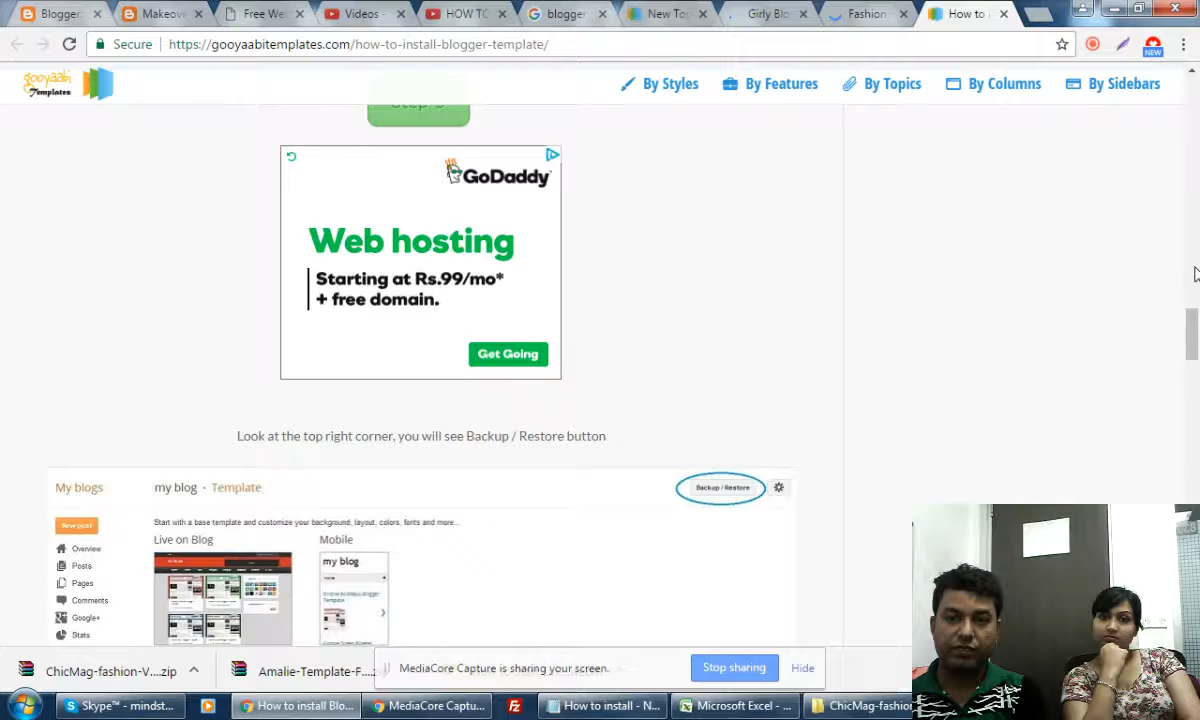 Blogger:
Makeove
Free We
Videos
HOW TO
blogger
New Top
Girly Blo
Fashion
How to i
Secure
https://gooyaabitemplates.com/how-to-install-blogger-template/
NEW
gooyaabi
Templates
By Styles
By Features
By Topics
By Columns
By Sidebars
GoDaddy
Web hosting
Starting at Rs.99/mo*
+ free domain.
Get Going
Look at the top right corner, you will see Backup / Restore button
My blogs
my blog · Template
Backup / Restore
New post
Start with a base template and customize your background, layout, colors, fonts and more...
Live on Blog
Mobile
Overview
Posts
Pages
Comments
Google+
Stats
my blog
ChicMag-fashion-V....zip
Amalie-Template-F....z
MediaCore Capture is sharing your screen.
Stop sharing
Hide
Skype™ - mindst...
How to install Blo...
MediaCore Captu...
How to install - N...
Microsoft Excel - ...
ChicMag-fashion